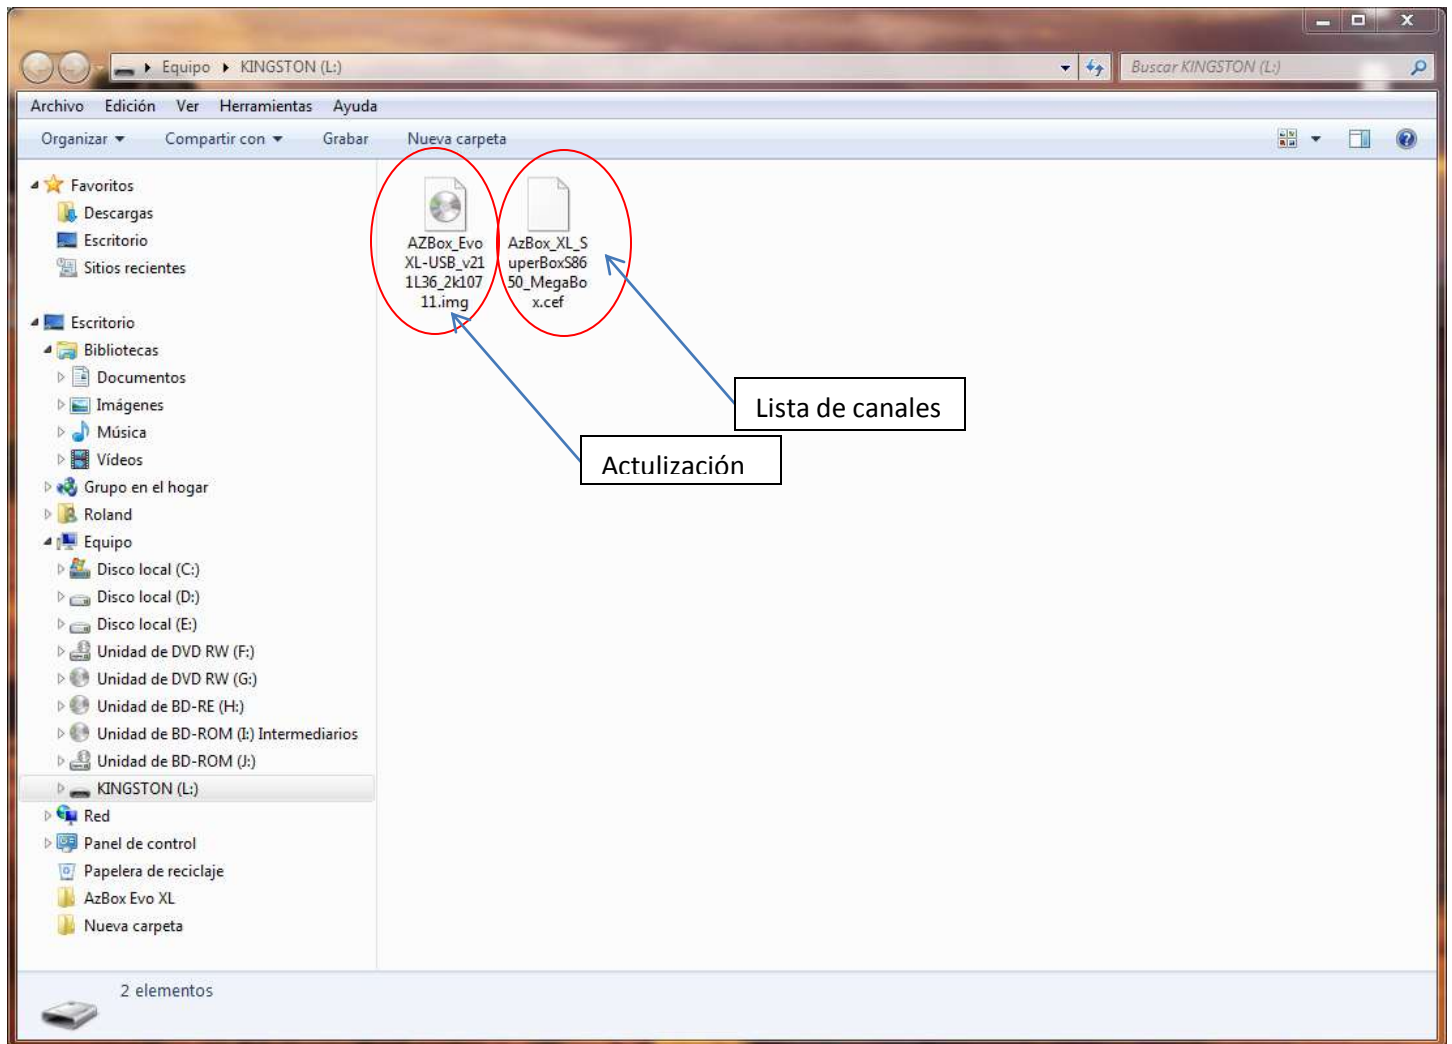 Equipo KINGSTON (L:)
Buscar KINGSTON (L:)
Archivo Edición Ver Herramientas Ayuda
Organizar Compartir con Grabar Nueva carpeta
Favoritos
Descargas
Escritorio
Sitios recientes
Escritorio
Bibliotecas
Documentos
Imágenes
Música
Vídeos
Grupo en el hogar
Roland
Equipo
Disco local (C:)
Disco local (D:)
Disco local (E:)
Unidad de DVD RW (F:)
Unidad de DVD RW (G:)
Unidad de BD-RE (H:)
Unidad de BD-ROM (I:) Intermediarios
Unidad de BD-ROM (J:)
KINGSTON (L:)
Red
Panel de control
Papelera de reciclaje
AzBox Evo XL
Nueva carpeta
AZBox_Evo
XL-USB_v21
1L36_2k107
11.img
AzBox_XL_S
uperBoxS86
50_MegaBo
x.cef
Lista de canales
Actulización
2 elementos